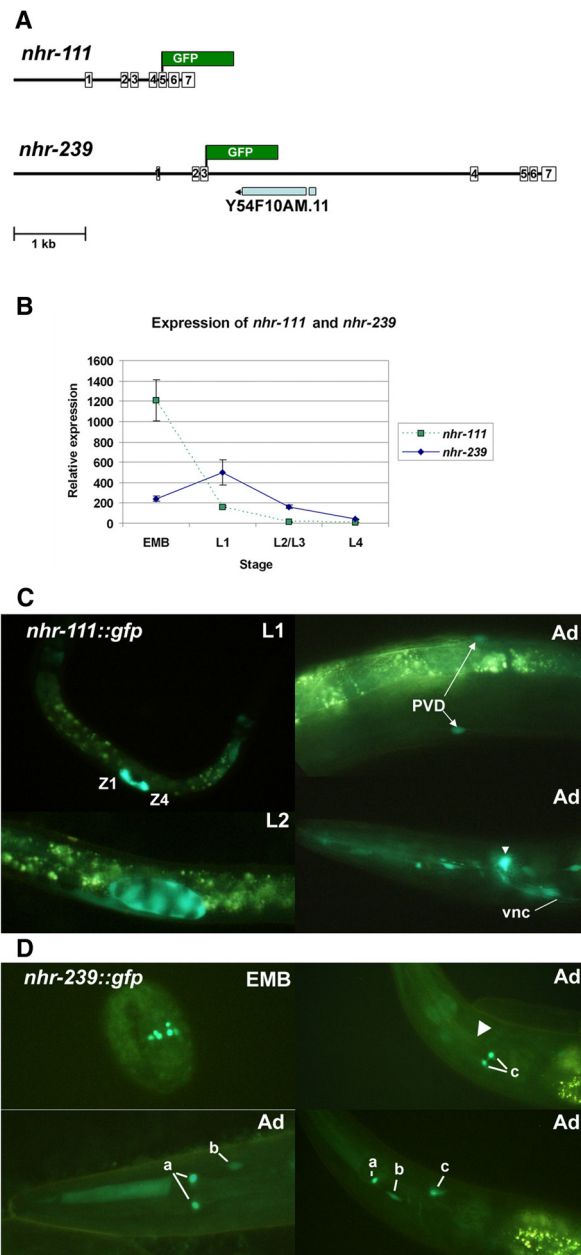 A
nhr-111
GFP
1 2 3 4 5 6 7
nhr-239
GFP
1 2 3 4 5 6 7
Y54F10AM.11
1 kb
B
Expression of nhr-111 and nhr-239
Relative expression
1600
1400
1200
1000
800
600
400
200
0
EMB L1 L2/L3 L4
Stage
nhr-111
nhr-239
C
nhr-111::gfp L1
Z1
Z4
Ad
PVD
L2
Ad
vnc
D
nhr-239::gfp EMB
Ad
c
Ad
a
b
Ad
a
b
c